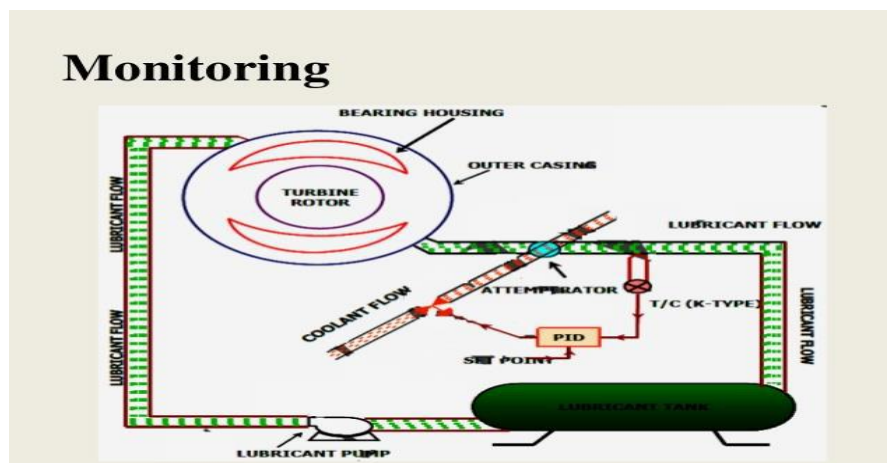 Monitoring
BEARING HOUSING
OUTER CASING
TURBINE
ROTOR
LUBRICANT FLOW
LUBRICANT FLOW
ATTEMPERATOR
T/C (K-TYPE)
COOLANT FLOW
PID
SET POINT
LUBRICANT FLOW
LUBRICANT FLOW
LUBRICANT TANK
LUBRICANT PUMP